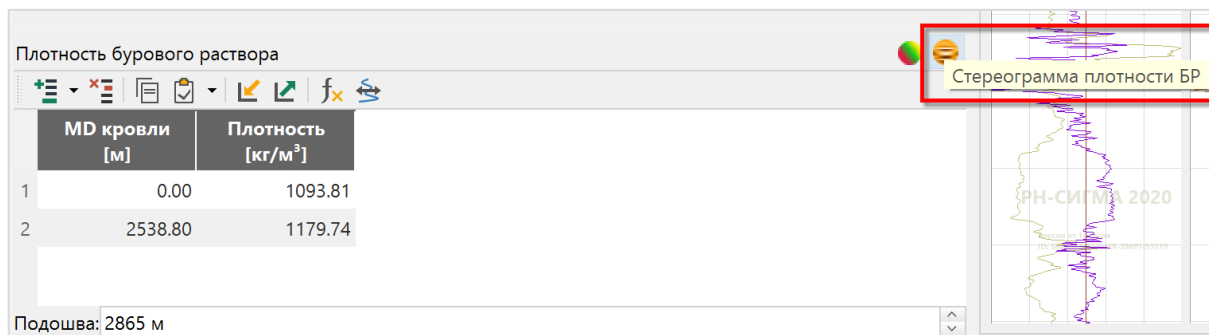 Плотность бурового раствора
Стереограмма плотности БР
MD кровли
[м]
Плотность
[кг/м³]
1 0.00 1093.81
2 2538.80 1179.74
РН-СИГМА 2020
Подошва: 2865 м